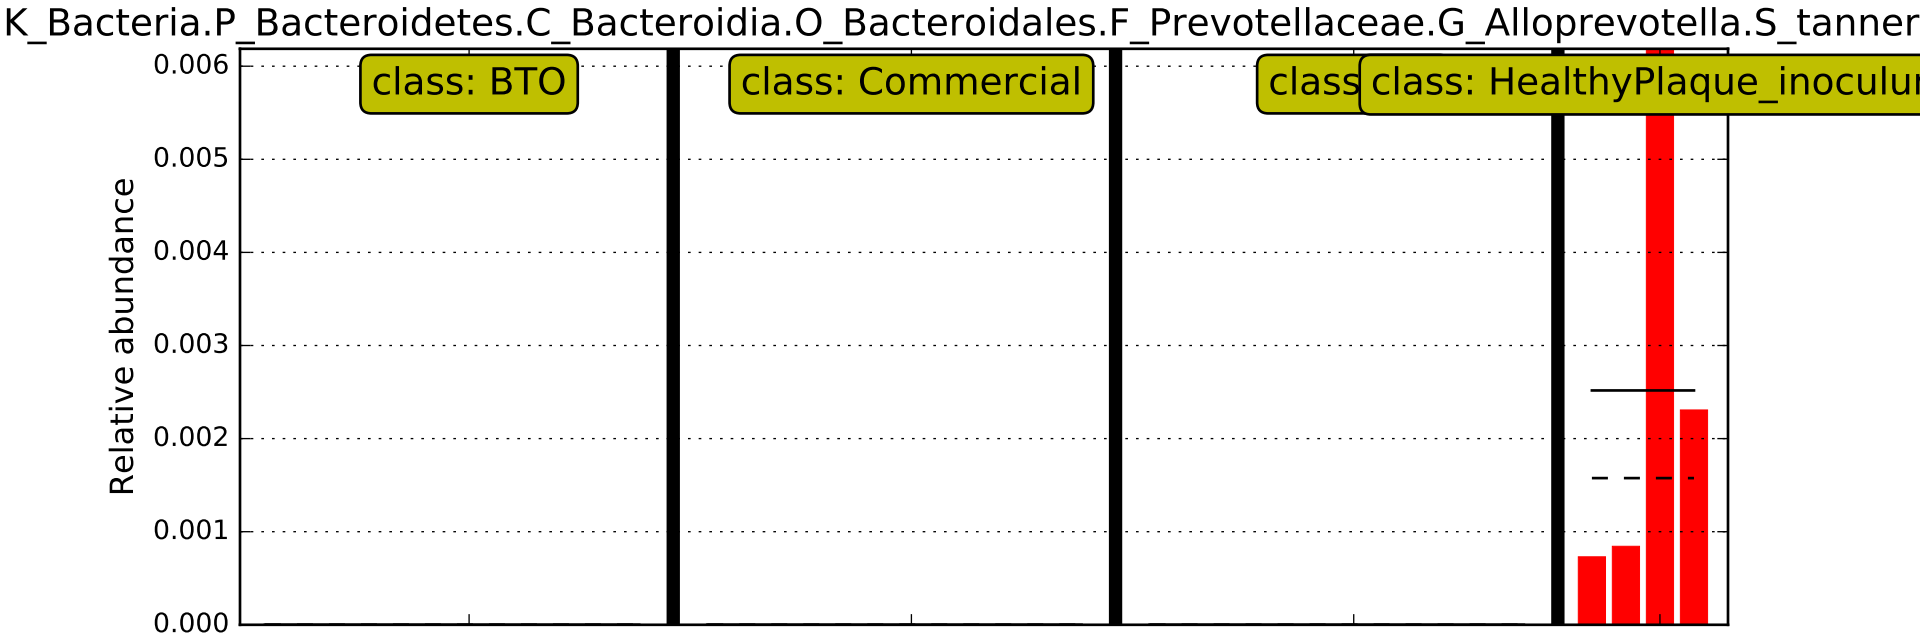 K_Bacteria.P_Bacteroidetes.C_Bacteroidia.O_Bacteroidales.F_Prevotellaceae.G_Alloprevotella.S_tanner
0.006
class: BTO
class: Commercial
class
class: HealthyPlaque_inoculu
0.005
0.004
0.003
0.002
0.001
0.000
Relative abundance